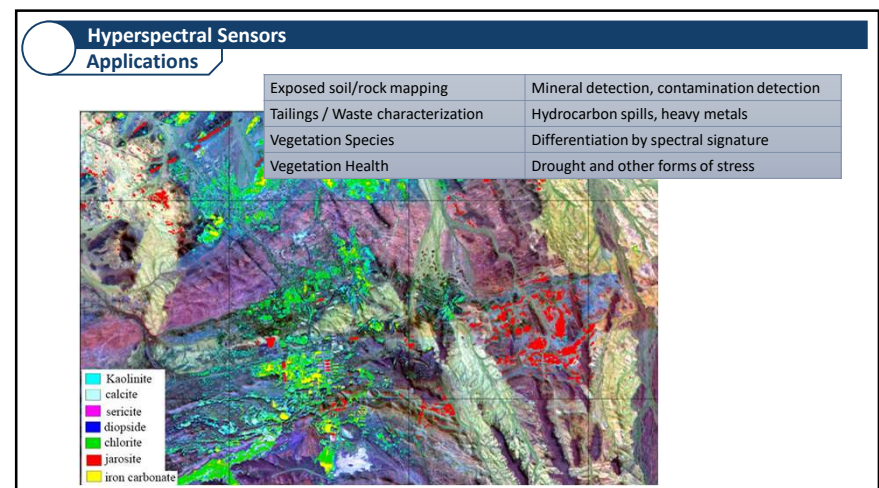 Hyperspectral Sensors
Applications
Exposed soil/rock mapping Mineral detection, contamination detection
Tailings / Waste characterization Hydrocarbon spills, heavy metals
Vegetation Species Differentiation by spectral signature
Vegetation Health Drought and other forms of stress
Kaolinite
calcite
sericite
diopside
chlorite
jarosite
iron carbonate